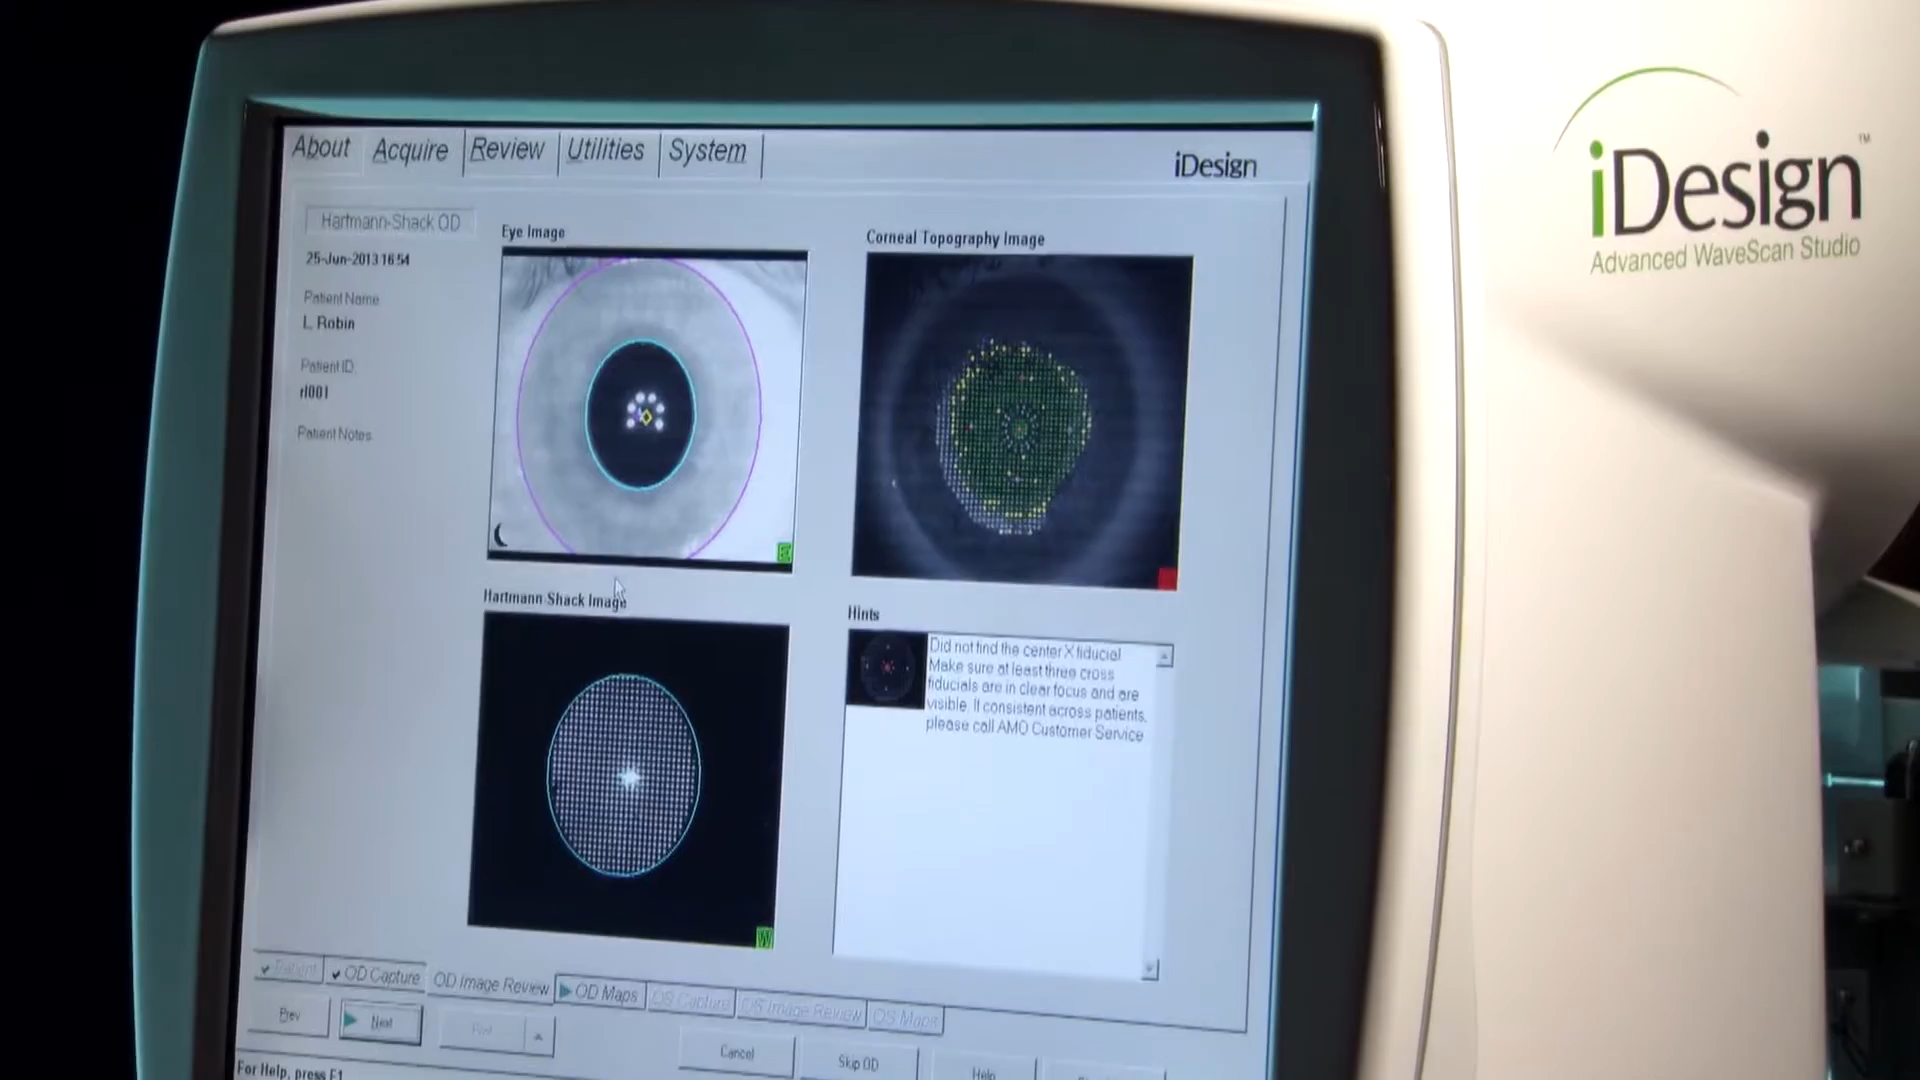 About Acquire Review Utilities System
iDesign
Hartmann-Shack OD
25-Jun-2013 16:54
Patient Name
L. Robin
Patient ID
rl001
Patient Notes
Eye Image
E
Corneal Topography Image
Hartmann-Shack Image
W
Hints
Did not find the center X fiducial
Make sure at least three cross
fiducials are in clear focus and are
visible. If consistent across patients,
please call AMO Customer Service
Patient OD Capture OD Image Review OD Maps OS Capture OS Image Review OS Maps
Prev Next Print Cancel Skip OD Help
For Help, press F1
iDesign™
Advanced WaveScan Studio